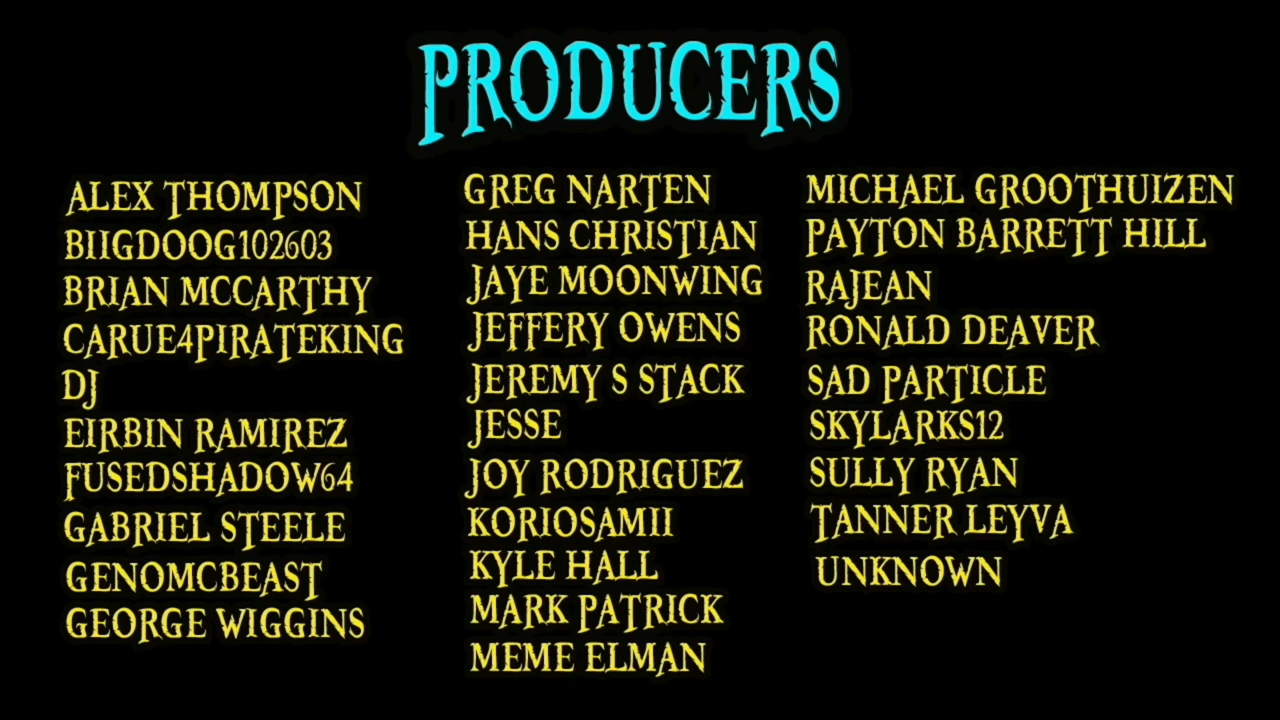 PRODUCERS
ALEX THOMPSON
BIIGDOOG102603
BRIAN MCCARTHY
CARUE4PIRATEKING
DJ
EIRBIN RAMIREZ
FUSEDSHADOW64
GABRIEL STEELE
GENOMCBEAST
GEORGE WIGGINS
GREG NARTEN
HANS CHRISTIAN
JAYE MOONWING
JEFFERY OWENS
JEREMY S STACK
JESSE
JOY RODRIGUEZ
KORIOSAMII
KYLE HALL
MARK PATRICK
MEME ELMAN
MICHAEL GROOTHUIZEN
PAYTON BARRETT HILL
RAJEAN
RONALD DEAVER
SAD PARTICLE
SKYLARKS12
SULLY RYAN
TANNER LEYVA
UNKNOWN